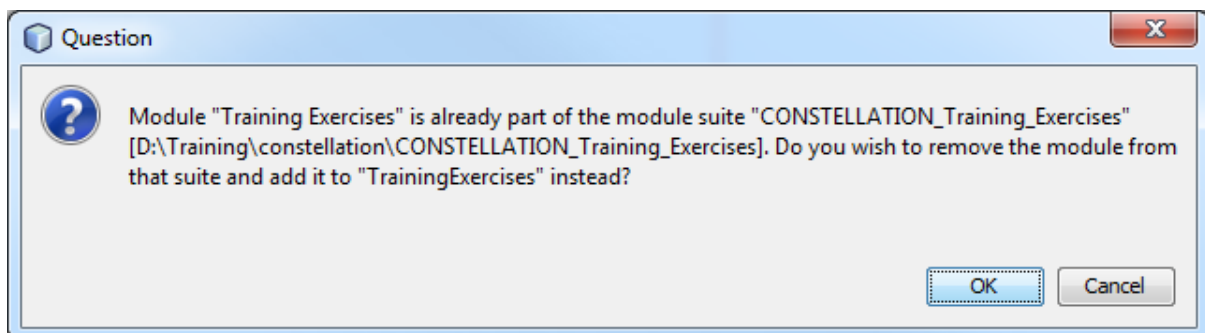 Question
Module "Training Exercises" is already part of the module suite "CONSTELLATION_Training_Exercises"
[D:\Training\constellation\CONSTELLATION_Training_Exercises]. Do you wish to remove the module from
that suite and add it to "TrainingExercises" instead?
OK Cancel